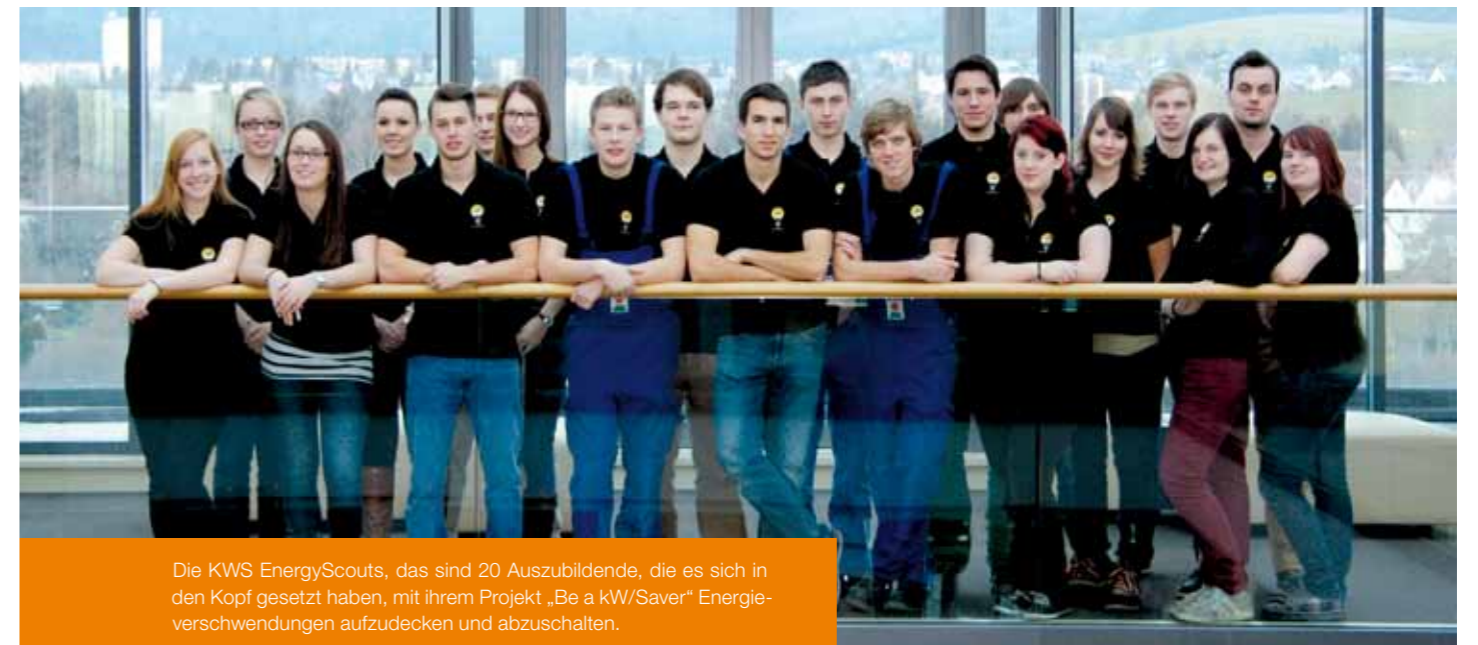 Die KWS EnergyScouts, das sind 20 Auszubildende, die es sich in
den Kopf gesetzt haben, mit ihrem Projekt „Be a kW/Saver“ Energie-
verschwendungen aufzudecken und abzuschalten.